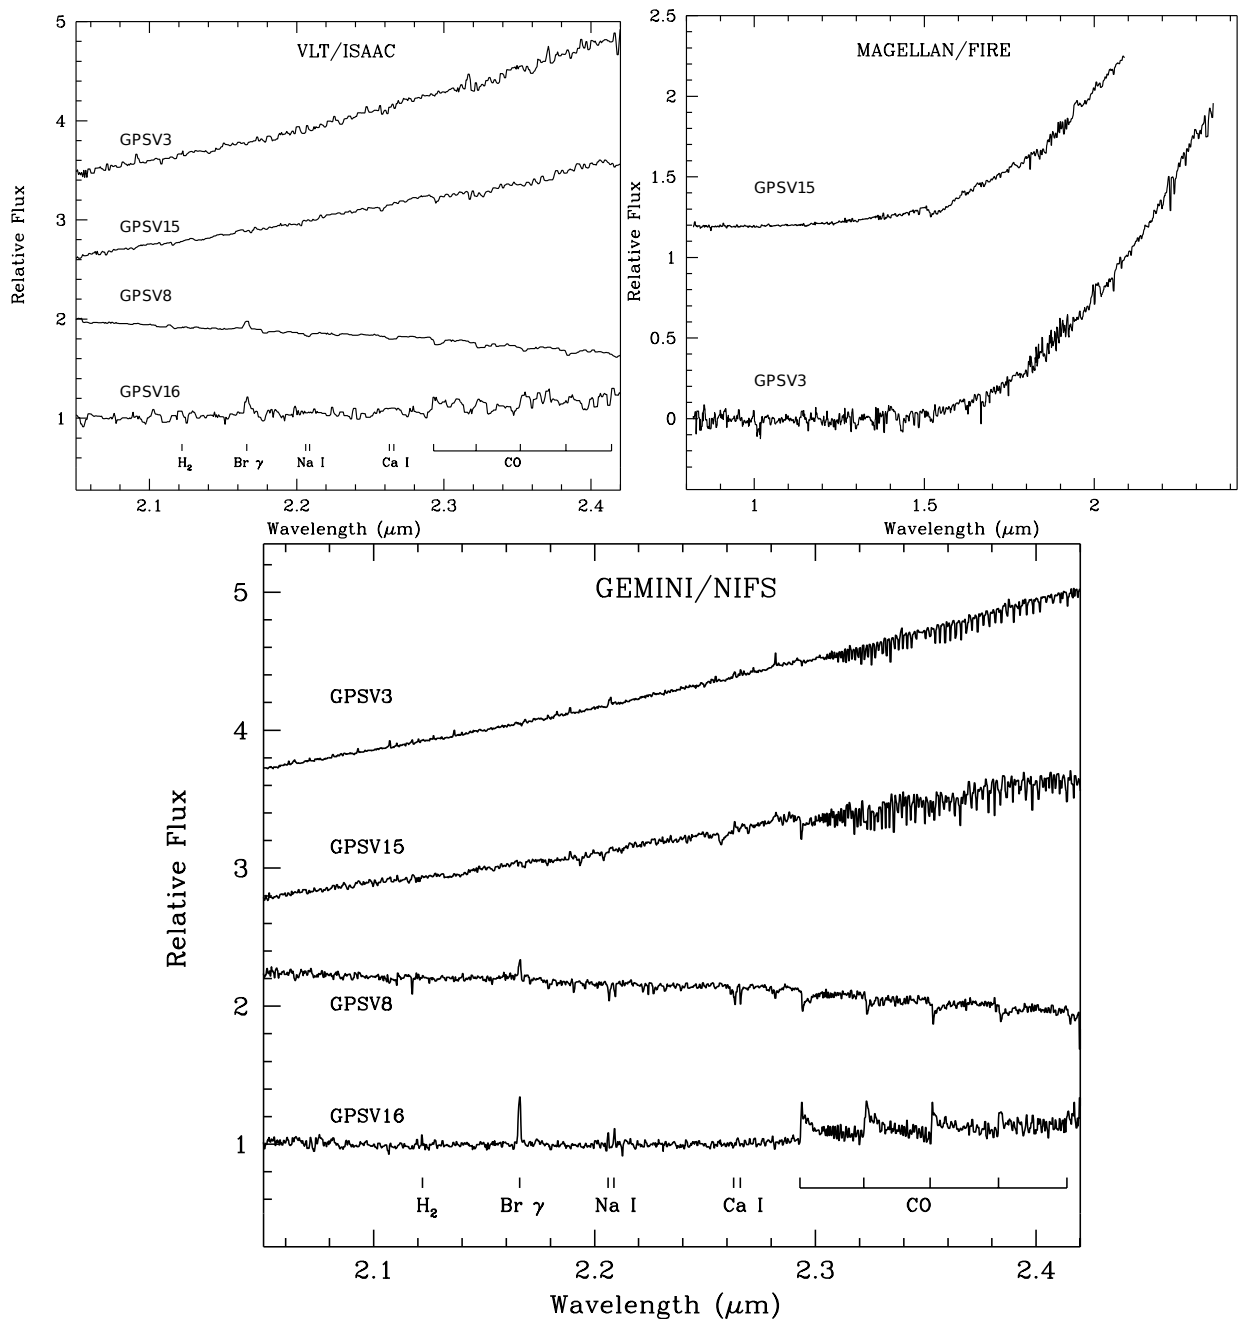 VLT/ISAAC
5
4
3
2
1
Relative Flux
GPSV3
GPSV15
GPSV8
GPSV16
H2 Br γ Na I Ca I CO
2.1 2.2 2.3 2.4
Wavelength (μm)
MAGELLAN/FIRE
2.5
2
1.5
1
0.5
0
Relative Flux
GPSV15
GPSV3
1 1.5 2
Wavelength (μm)
GEMINI/NIFS
5
4
3
2
1
Relative Flux
GPSV3
GPSV15
GPSV8
GPSV16
H2 Br γ Na I Ca I CO
2.1 2.2 2.3 2.4
Wavelength (μm)